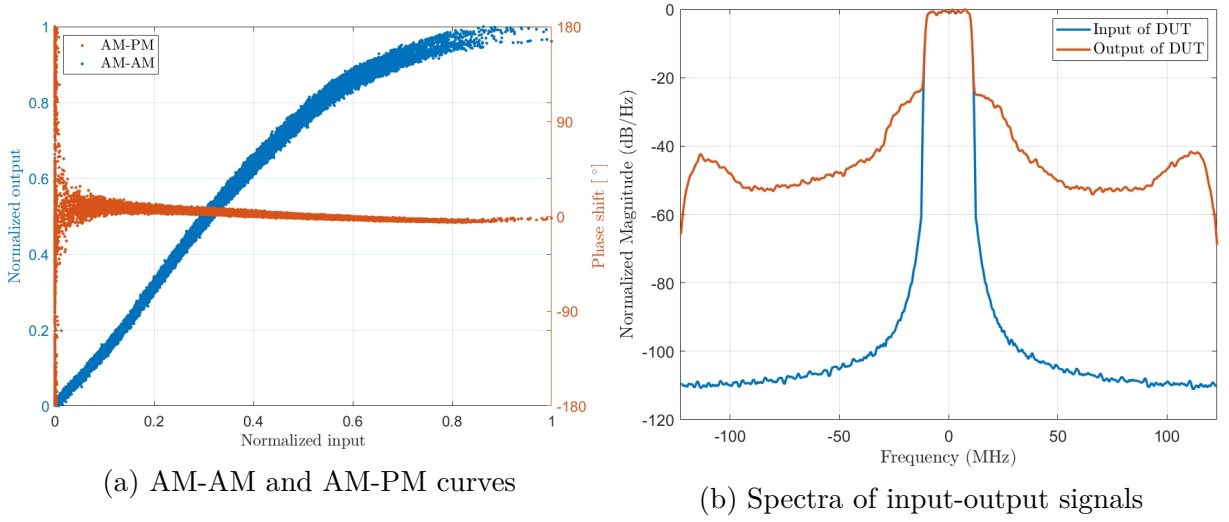 1
0.8
0.6
0.4
0.2
0
Normalized output
AM-PM
AM-AM
180
90
0
-90
-180
Phase shift [ °]
0 0.2 0.4 0.6 0.8 1
Normalized input
(a) AM-AM and AM-PM curves
0
-20
-40
-60
-80
-100
-120
Normalized Magnitude (dB/Hz)
Input of DUT
Output of DUT
-100 -50 0 50 100
Frequency (MHz)
(b) Spectra of input-output signals